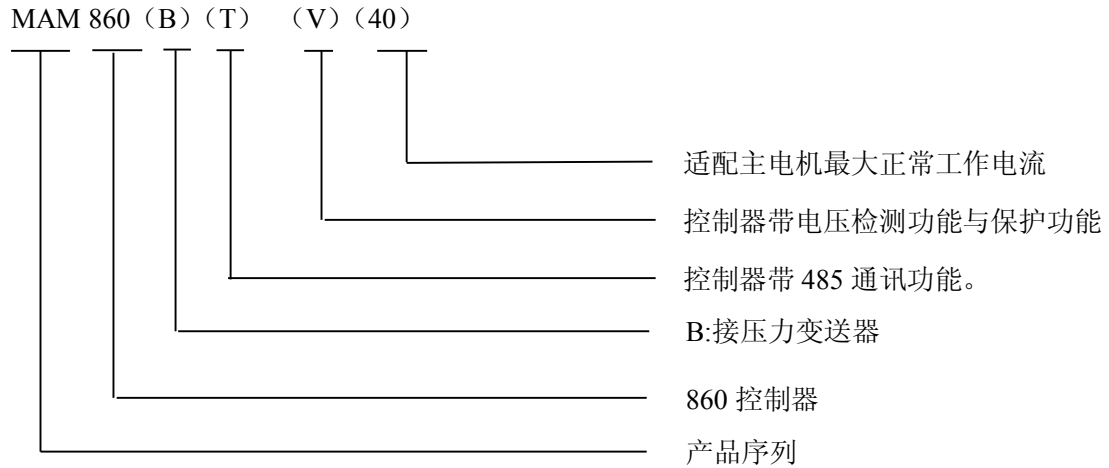 MAM 860（B）（T） （V）（40）
适配主电机最大正常工作电流
控制器带电压检测功能与保护功能
控制器带 485 通讯功能。
B:接压力变送器
860 控制器
产品序列